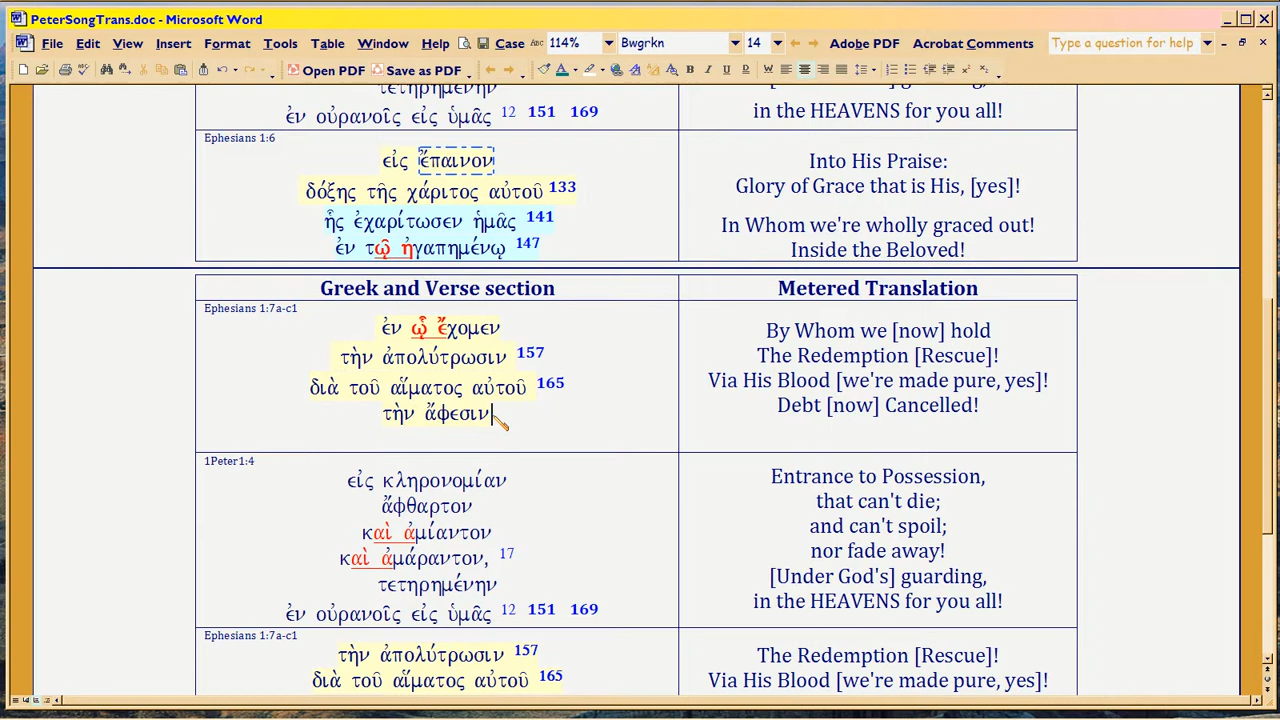 PeterSongTrans.doc - Microsoft Word
File Edit View Insert Format Tools Table Window Help Case 114% Bwgrkn 14 Adobe PDF Acrobat Comments Type a question for help
Open PDF Save as PDF B I U
τετηρημένην
ἐν οὐρανοῖς εἰς ὑμᾶς 12 151 169
in the HEAVENS for you all!
Ephesians 1:6
εἰς ἔπαινον
δόξης τῆς χάριτος αὐτοῦ 133
ἧς ἐχαρίτωσεν ἡμᾶς 141
ἐν τῷ ἠγαπημένῳ 147
Into His Praise:
Glory of Grace that is His, [yes]!
In Whom we're wholly graced out!
Inside the Beloved!
Greek and Verse section
Metered Translation
Ephesians 1:7a-c1
ἐν ᾧ ἔχομεν
τὴν ἀπολύτρωσιν 157
διὰ τοῦ αἵματος αὐτοῦ 165
τὴν ἄφεσιν
By Whom we [now] hold
The Redemption [Rescue]!
Via His Blood [we're made pure, yes]!
Debt [now] Cancelled!
1Peter1:4
εἰς κληρονομίαν
ἄφθαρτον
καὶ ἀμίαντον
καὶ ἀμάραντον, 17
τετηρημένην
ἐν οὐρανοῖς εἰς ὑμᾶς 12 151 169
Entrance to Possession,
that can't die;
and can't spoil;
nor fade away!
[Under God's] guarding,
in the HEAVENS for you all!
Ephesians 1:7a-c1
τὴν ἀπολύτρωσιν 157
διὰ τοῦ αἵματος αὐτοῦ 165
The Redemption [Rescue]!
Via His Blood [we're made pure, yes]!